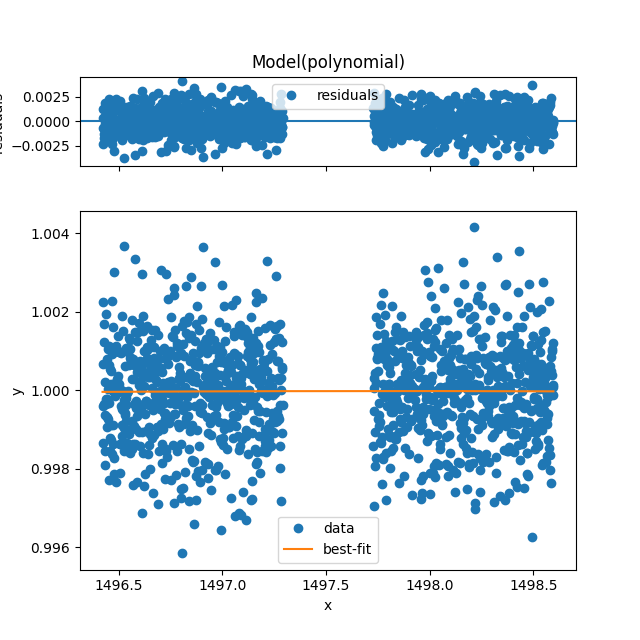 Model(polynomial)
0.0025
0.0000
−0.0025
residuals
residuals
1.004
1.002
1.000
0.998
0.996
y
data
best-fit
1496.5 1497.0 1497.5 1498.0 1498.5
x